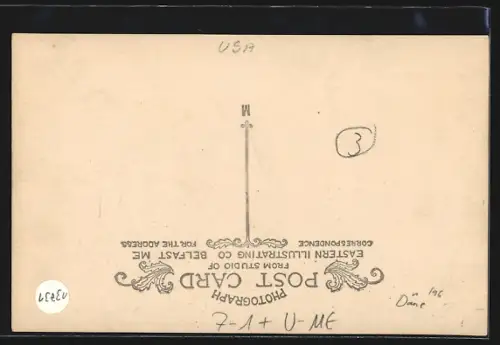 USA
3
PHOTOGRAPH
POST CARD
FROM STUDIO OF
EASTERN ILLUSTRATING CO BELFAST ME
CORRESPONDENCE
FOR THE ADDRESS
M
7-1+ U-ME